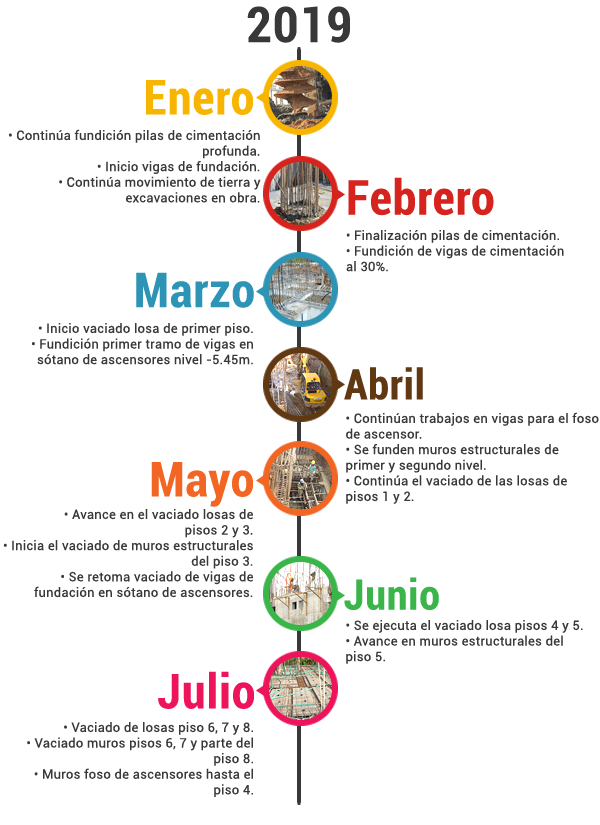 2019
Enero
• Continúa fundición pilas de cimentación
profunda.
• Inicio vigas de fundación.
• Continúa movimiento de tierra y
excavaciones en obra.
Febrero
• Finalización pilas de cimentación.
• Fundición de vigas de cimentación
al 30%.
Marzo
• Inicio vaciado losa de primer piso.
• Fundición primer tramo de vigas en
sótano de ascensores nivel -5.45m.
Abril
• Continúan trabajos en vigas para el foso
de ascensor.
• Se funden muros estructurales de
primer y segundo nivel.
• Continúa el vaciado de las losas de
pisos 1 y 2.
Mayo
• Avance en el vaciado losas de
pisos 2 y 3.
• Inicia el vaciado de muros estructurales
del piso 3.
• Se retoma vaciado de vigas de
fundación en sótano de ascensores.
Junio
• Se ejecuta el vaciado losa pisos 4 y 5.
• Avance en muros estructurales del
piso 5.
Julio
• Vaciado de losas piso 6, 7 y 8.
• Vaciado muros pisos 6, 7 y parte del
piso 8.
• Muros foso de ascensores hasta el
piso 4.